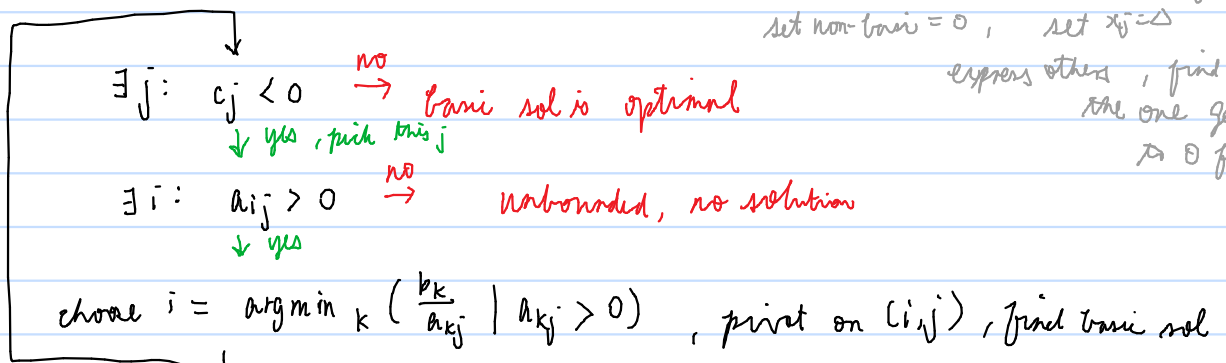 set non-basic = 0, set xj = Δ
express others, find
the one g
to 0 f
∃ j: cj < 0 no → basic sol is optimal
↓ yes, pick this j
∃ i: aij > 0 no → unbounded, no solution
↓ yes
choose i = argmin k ( bk/akj | akj > 0 ), pivot on (i,j), find basic sol